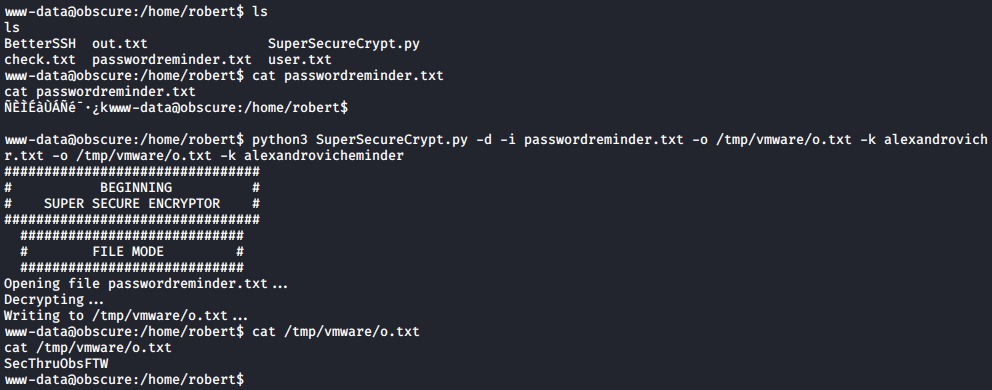 www-data@obscure:/home/robert$ ls
ls
BetterSSH  out.txt               SuperSecureCrypt.py
check.txt  passwordreminder.txt  user.txt
www-data@obscure:/home/robert$ cat passwordreminder.txt
cat passwordreminder.txt
ÑÈÌÉàÙÁÑé¯·¿kwww-data@obscure:/home/robert$
www-data@obscure:/home/robert$ python3 SuperSecureCrypt.py -d -i passwordreminder.txt -o /tmp/vmware/o.txt -k alexandrovich
r.txt -o /tmp/vmware/o.txt -k alexandrovicheminder
################################
#           BEGINNING          #
#    SUPER SECURE ENCRYPTOR    #
################################
  ############################
  #        FILE MODE         #
  ############################
Opening file passwordreminder.txt...
Decrypting...
Writing to /tmp/vmware/o.txt...
www-data@obscure:/home/robert$ cat /tmp/vmware/o.txt
cat /tmp/vmware/o.txt
SecThruObsFTW
www-data@obscure:/home/robert$